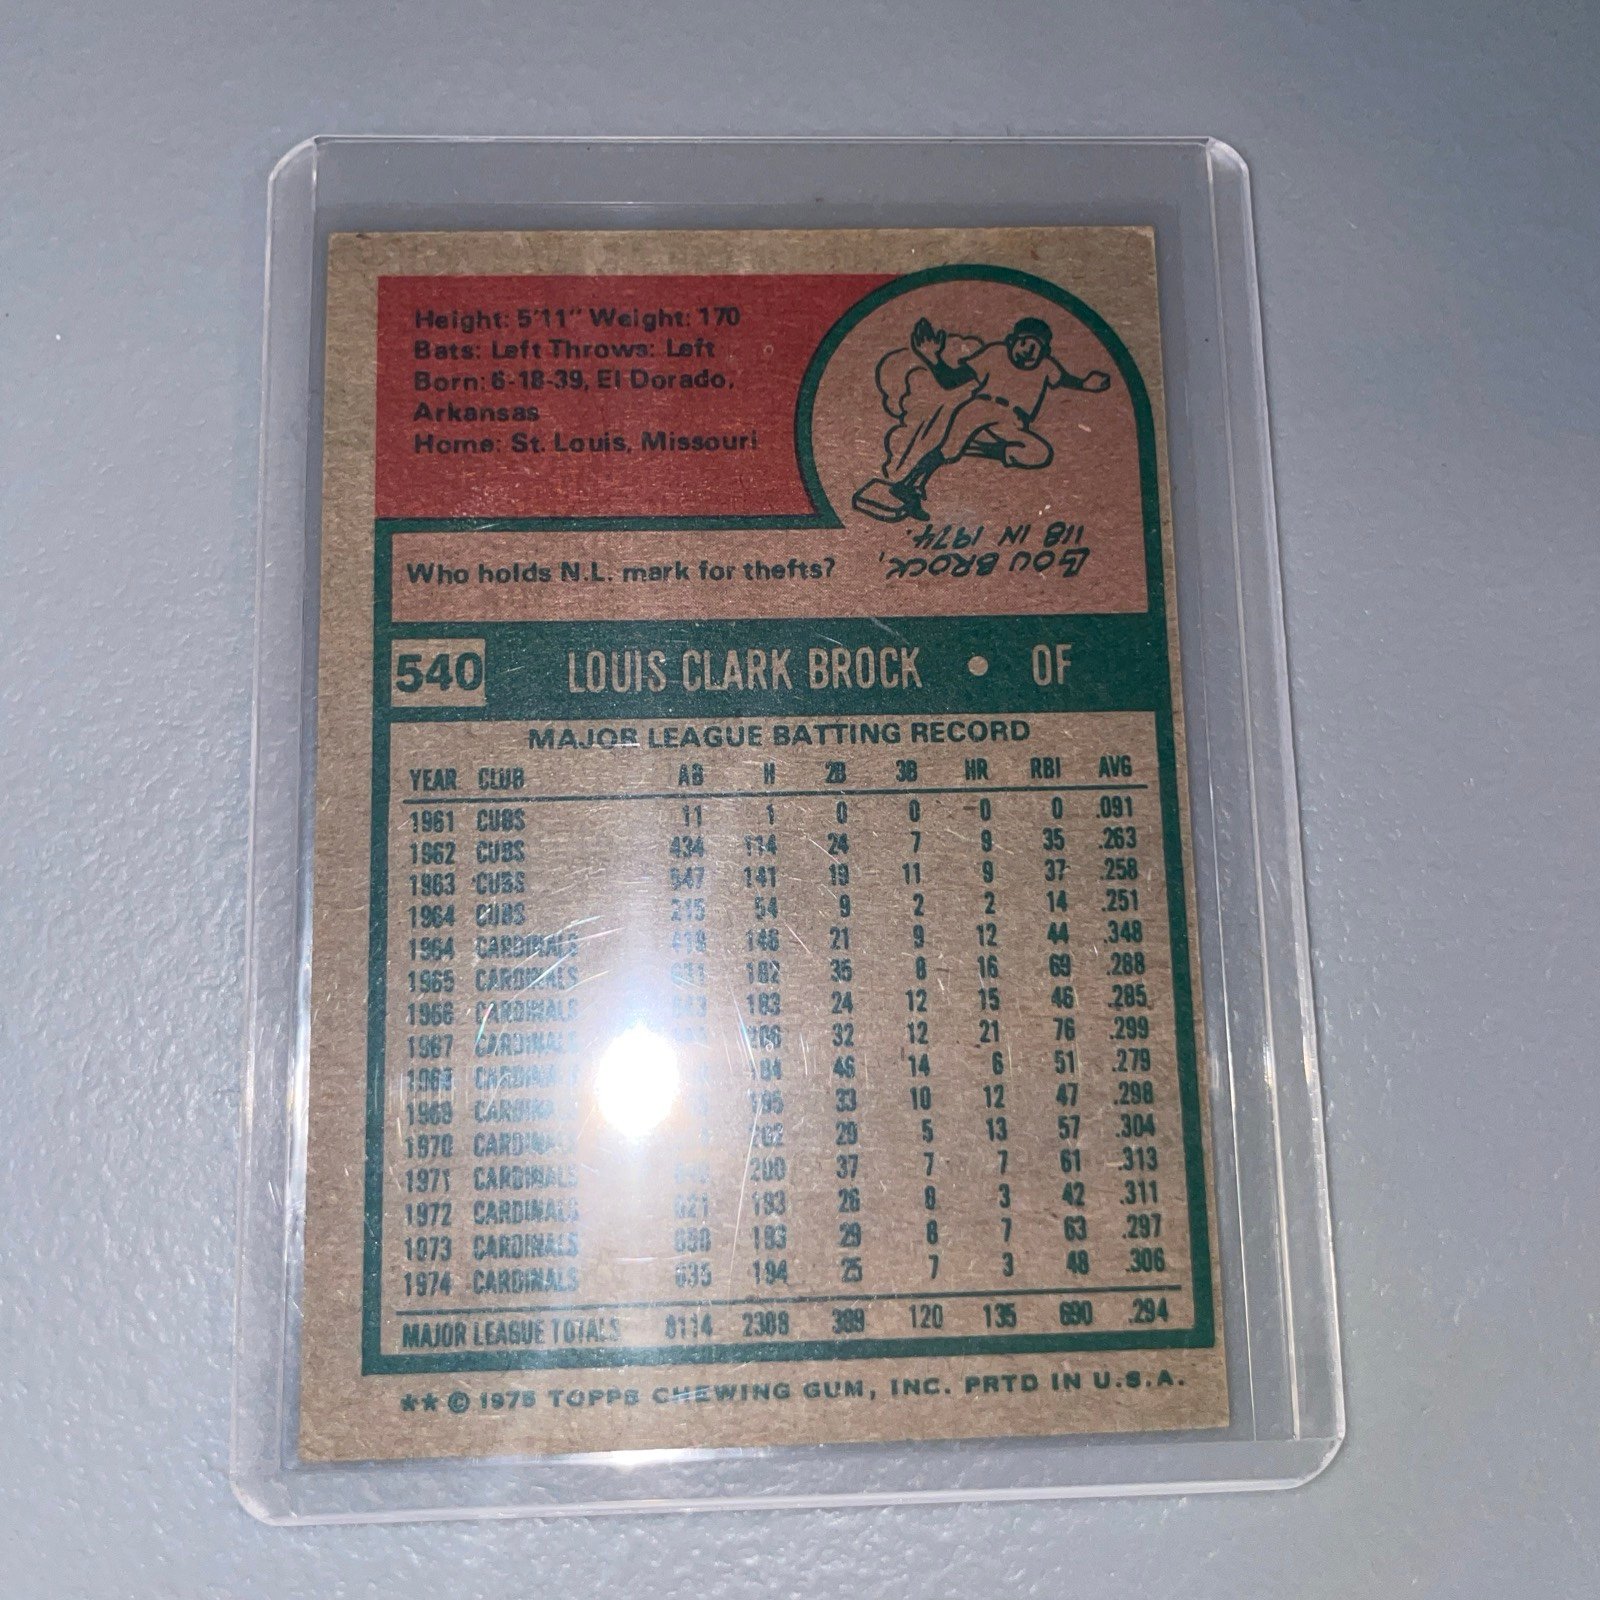 Height: 5'11" Weight: 170
Bats: Left Throws: Left
Born: 6-18-39, El Dorado,
Arkansas
Home: St. Louis, Missouri
Who holds N.L. mark for thefts?
LOU BROCK,
118 IN 1974.
540 LOUIS CLARK BROCK • OF
MAJOR LEAGUE BATTING RECORD
YEAR CLUB AB H 2B 3B HR RBI AVG
1961 CUBS 11 1 0 0 0 0 .091
1962 CUBS 434 114 24 7 9 35 .263
1963 CUBS 547 141 19 11 9 37 .258
1964 CUBS 215 54 9 2 2 14 .251
1964 CARDINALS 419 146 21 9 12 44 .348
1965 CARDINALS 631 182 35 8 16 69 .288
1966 CARDINALS 643 183 24 12 15 46 .285
1967 CARDINALS 206 32 12 21 76 .299
1968 CARDINALS 184 46 14 6 51 .279
1969 CARDINALS 195 33 10 12 47 .298
1970 CARDINALS 202 29 5 13 57 .304
1971 CARDINALS 200 37 7 7 61 .313
1972 CARDINALS 621 193 26 8 3 42 .311
1973 CARDINALS 650 193 29 8 7 63 .297
1974 CARDINALS 635 194 25 7 3 48 .306
MAJOR LEAGUE TOTALS 8114 2388 389 120 135 690 .294
** © 1975 TOPPS CHEWING GUM, INC. PRTD IN U.S.A.